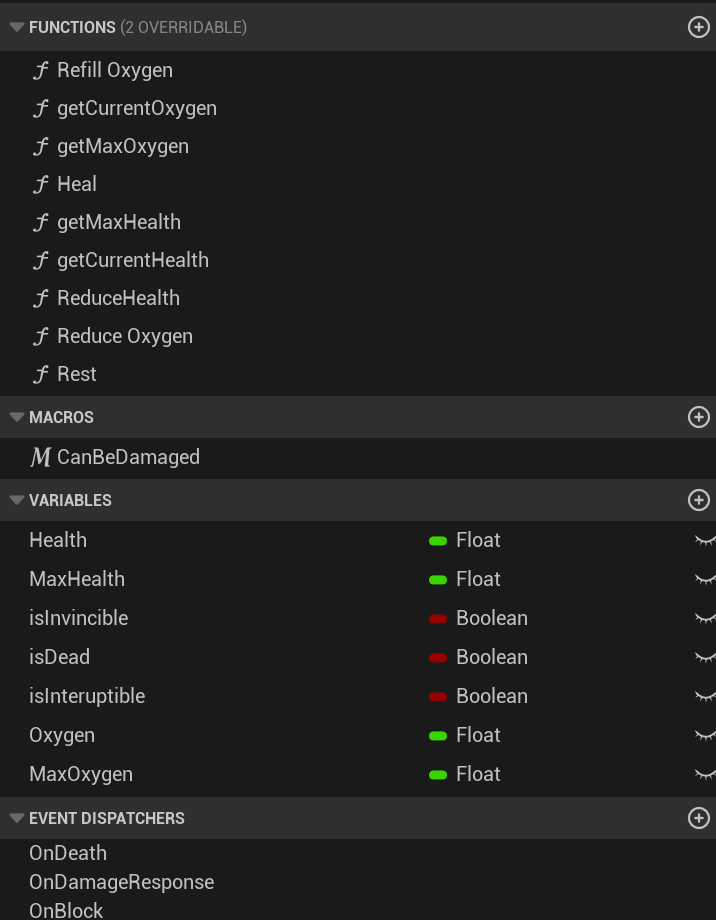 FUNCTIONS (2 OVERRIDABLE)
Refill Oxygen
getCurrentOxygen
getMaxOxygen
Heal
getMaxHealth
getCurrentHealth
ReduceHealth
Reduce Oxygen
Rest
MACROS
CanBeDamaged
VARIABLES
Health Float
MaxHealth Float
isInvincible Boolean
isDead Boolean
isInteruptible Boolean
Oxygen Float
MaxOxygen Float
EVENT DISPATCHERS
OnDeath
OnDamageResponse
OnBlock